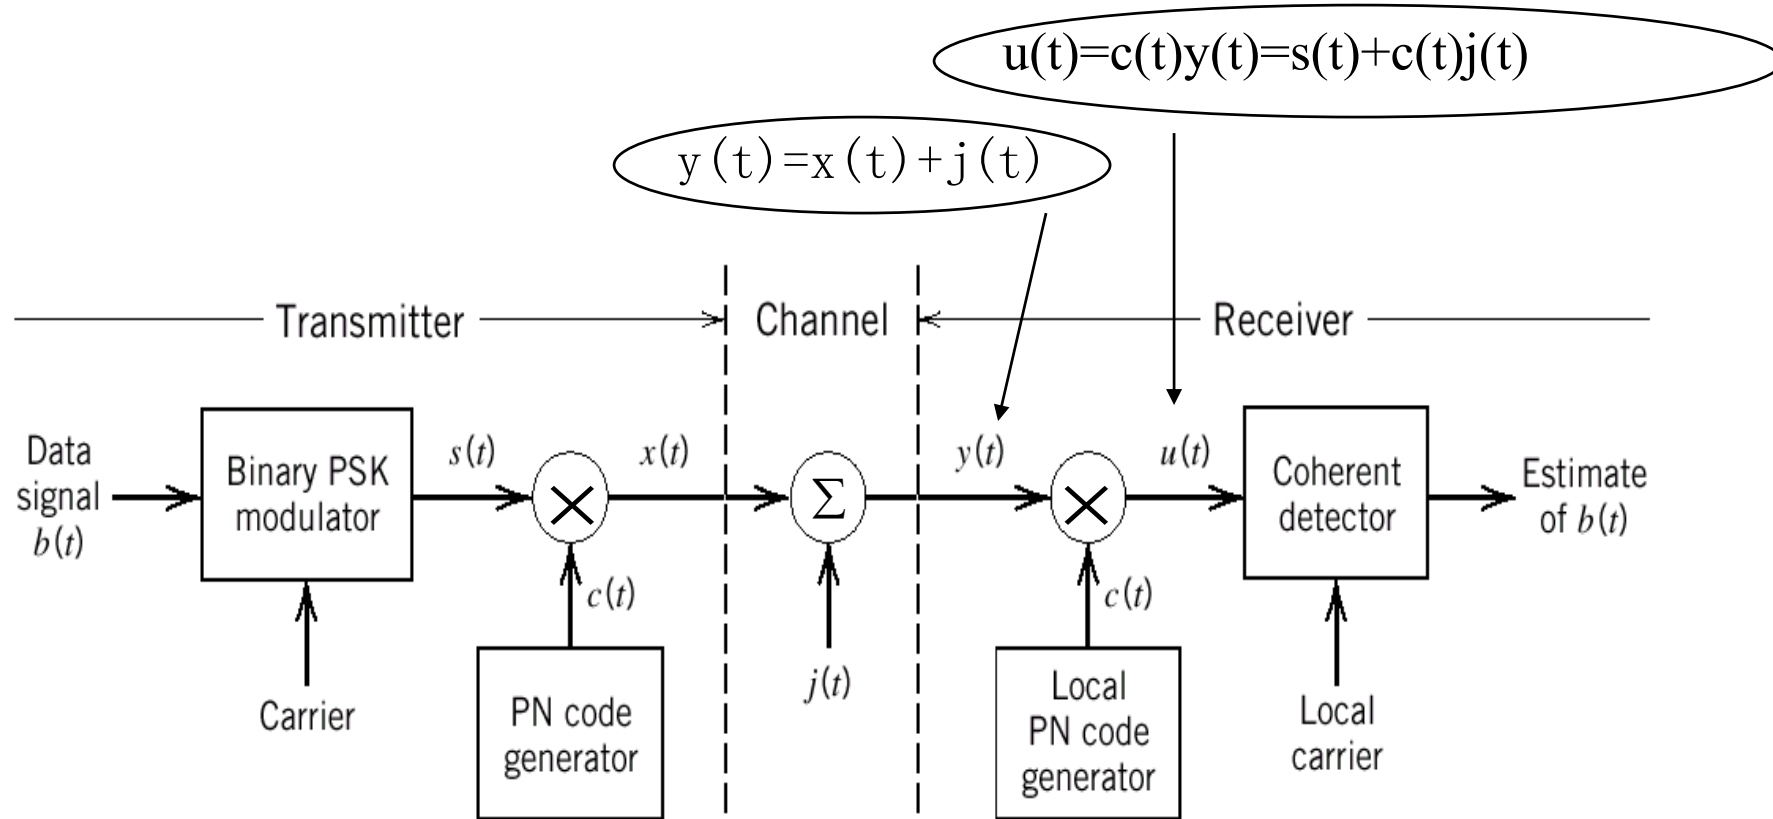 u(t)=c(t)y(t)=s(t)+c(t)j(t)
y(t)=x(t)+j(t)
Transmitter
Channel
Receiver
Data
signal
b(t)
Binary PSK
modulator
s(t)
x(t)
Σ
y(t)
u(t)
Coherent
detector
Estimate
of b(t)
c(t)
c(t)
Carrier
PN code
generator
j(t)
Local
PN code
generator
Local
carrier